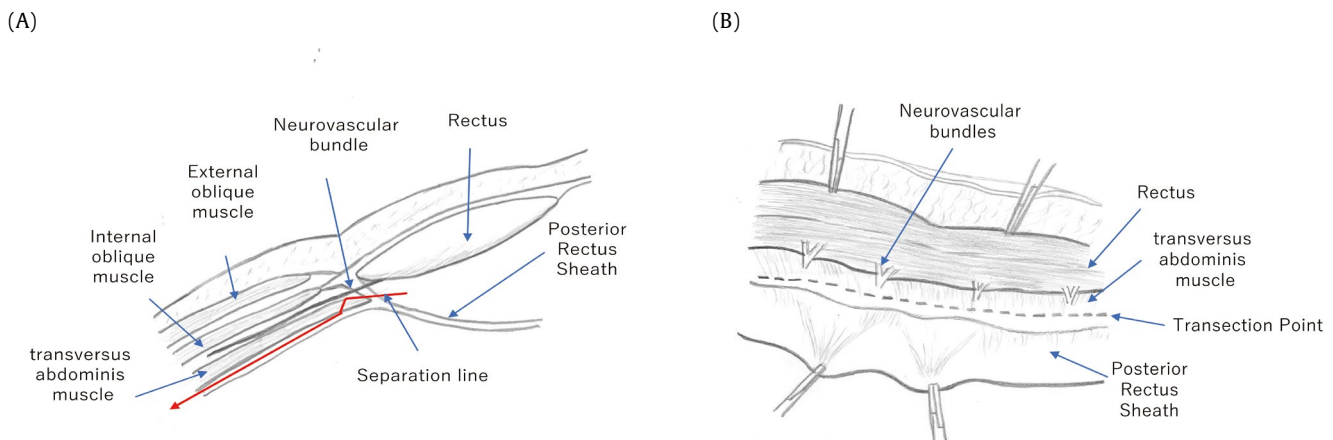 (A)
Neurovascular
bundle
Rectus
External
oblique
muscle
Internal
oblique
muscle
Posterior
Rectus
Sheath
transversus
abdominis
muscle
Separation line
(B)
Neurovascular
bundles
Rectus
transversus
abdominis
muscle
Transection Point
Posterior
Rectus
Sheath